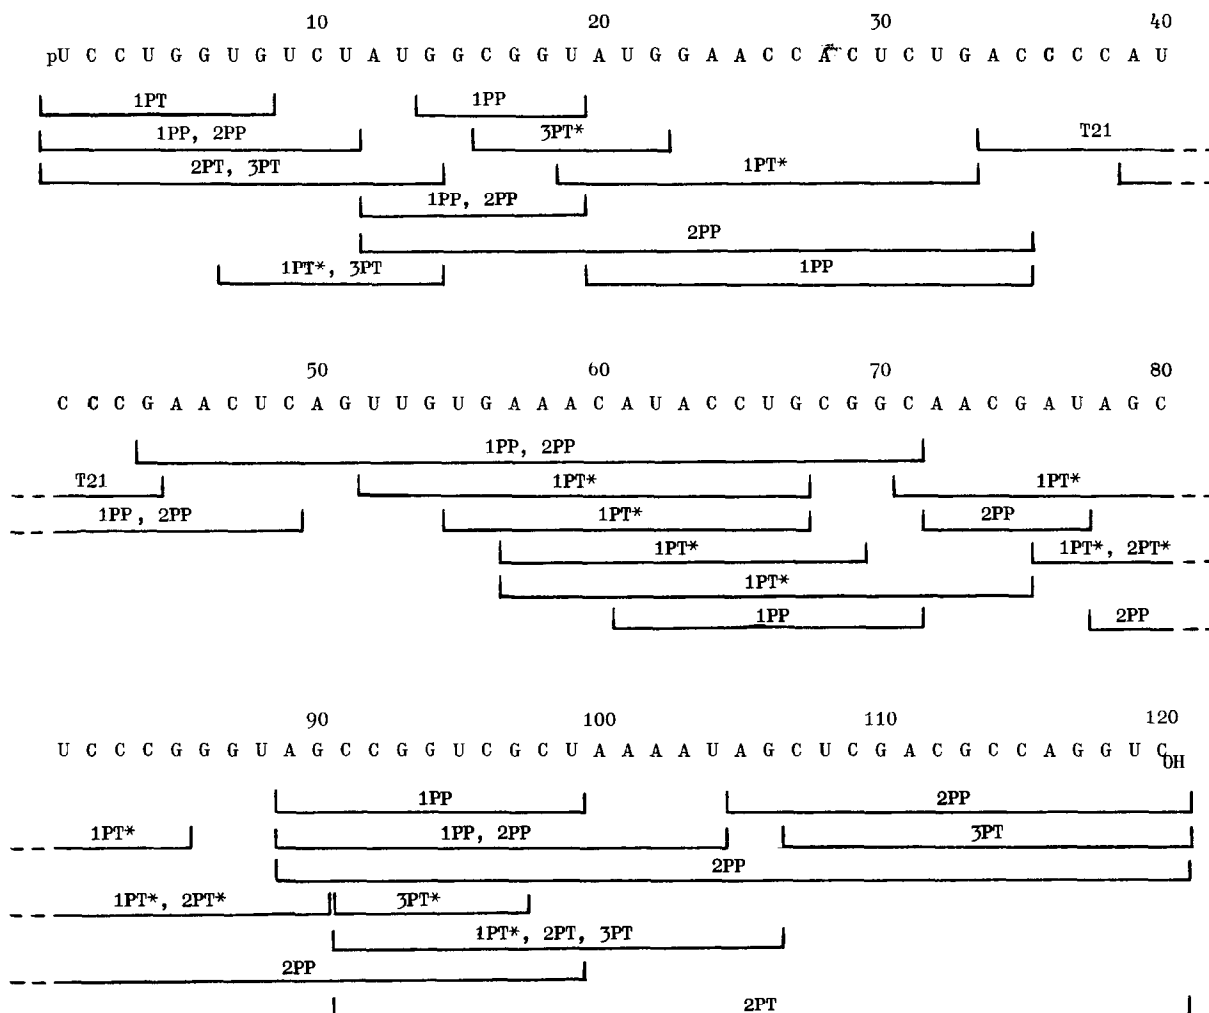 10 20 30 40
pU C C U G G U G U C U A U G G C G G U A U G G A A C C A C U C U G A C C C C A U
1PT 1PP
1PP, 2PP 3PT* T21
2PT, 3PT 1PT*
1PP, 2PP
2PP
1PT*, 3PT 1PP
50 60 70 80
C C C G A A C U C A G U U G U G A A A C A U A C C U G C G G C A A C G A U A G C
1PP, 2PP
T21 1PT* 1PT*
1PP, 2PP 1PT* 2PP
1PT* 1PT*, 2PT*
1PT*
1PP 2PP
90 100 110 120
U C C C G G G U A G C C G G U C G C U A A A A U A G C U C G A C G C C A G G U C OH
1PP 2PP
1PT* 1PP, 2PP 3PT
2PP
1PT*, 2PT* 3PT*
1PT*, 2PT, 3PT
2PP
2PT